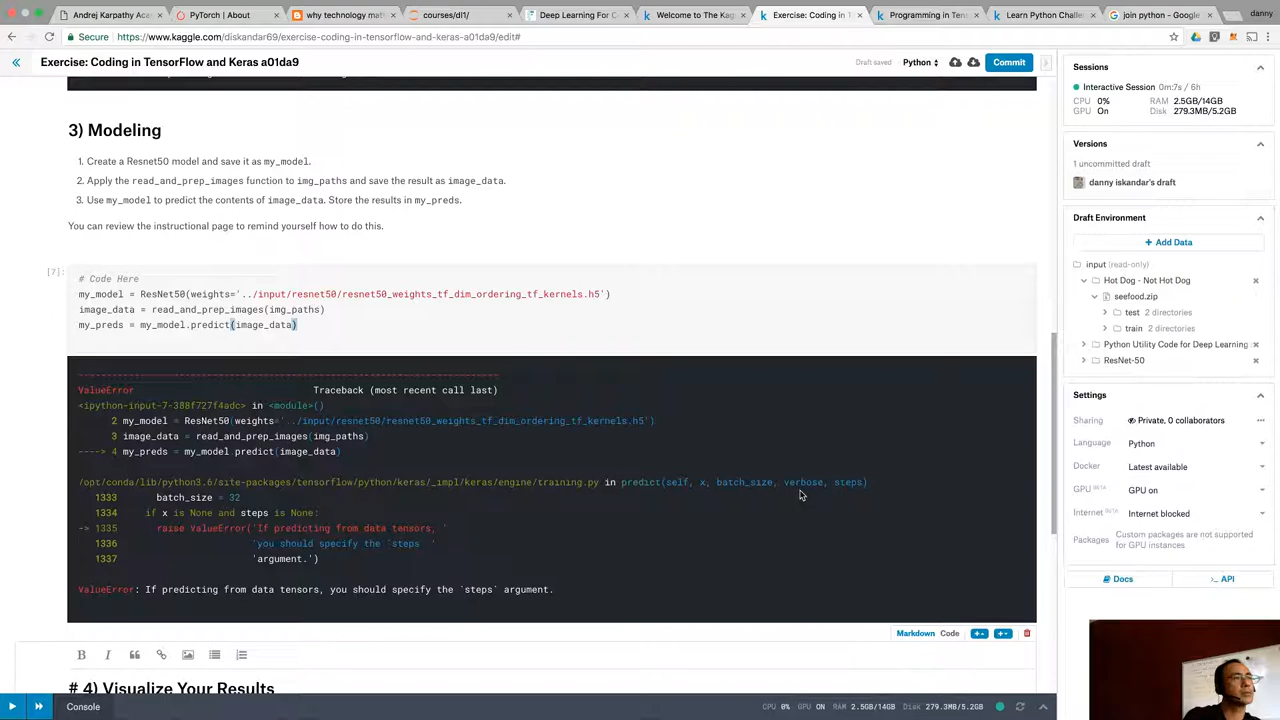 Andrej Karpathy
P Terms | Beta
why technology math
courses/dl1/
Deep Learning For C
Welcome to The Kag
Exercise: Coding in T
Programming in Ten
Learn Python Challe
join python - Google
danny
Secure
https://www.kaggle.com/diskandar69/exercise-coding-in-tensorflow-and-keras-a01da9/edit#
Exercise: Coding in TensorFlow and Keras a01da9
Draft saved
Python
Commit
3) Modeling
1. Create a Resnet50 model and save it as my_model.
2. Apply the read_and_prep_images function to img_paths and save the result as image_data.
3. Use my_model to predict the contents of image_data. Store the results in my_preds.
You can review the instructional page to remind yourself how to do this.
[7]:
# Code Here
my_model = ResNet50(weights='../input/resnet50/resnet50_weights_tf_dim_ordering_tf_kernels.h5')
image_data = read_and_prep_images(img_paths)
my_preds = my_model.predict(image_data)
---------------------------------------------------------------------------
ValueError Traceback (most recent call last)
<ipython-input-7-388f727f4adc> in <module>()
2 my_model = ResNet50(weights='../input/resnet50/resnet50_weights_tf_dim_ordering_tf_kernels.h5')
3 image_data = read_and_prep_images(img_paths)
----> 4 my_preds = my_model predict(image_data)
/opt/conda/lib/python3.6/site-packages/tensorflow/python/keras/_impl/keras/engine/training.py in predict(self, x, batch_size, verbose, steps)
1333 batch_size = 32
1334 if x is None and steps is None:
-> 1335 raise ValueError('If predicting from data tensors, '
1336 'you should specify the `steps '
1337 'argument.')
ValueError: If predicting from data tensors, you should specify the `steps` argument.
Markdown Code
# 4) Visualize Your Results
Console
CPU 0% GPU ON RAM 2.5GB/14GB Disk 279.3MB/5.2GB
Sessions
Interactive Session 0m:7s / 6h
CPU 0% RAM 2.5GB/14GB
GPU On Disk 279.3MB/5.2GB
Versions
1 uncommitted draft
danny iskandar's draft
Draft Environment
+ Add Data
input (read-only)
Hot Dog - Not Hot Dog
seefood.zip
test 2 directories
train 2 directories
Python Utility Code for Deep Learning
ResNet-50
Settings
Sharing Private, 0 collaborators
Language Python
Docker Latest available
GPU BETA GPU on
Internet BETA Internet blocked
Packages Custom packages are not supported
for GPU instances
Docs
API